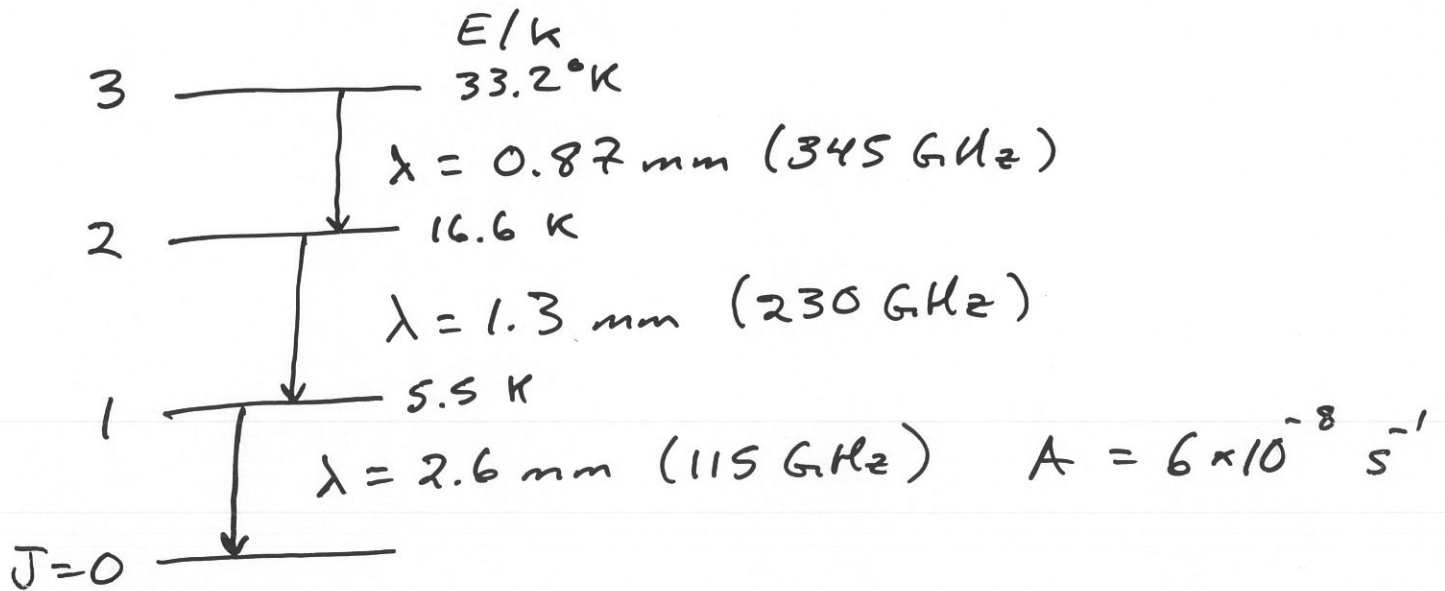 E/k
3 33.2°K
λ = 0.87 mm (345 GHz)
2 16.6 K
λ = 1.3 mm (230 GHz)
1 5.5 K
λ = 2.6 mm (115 GHz) A = 6×10⁻⁸ s⁻¹
J=0